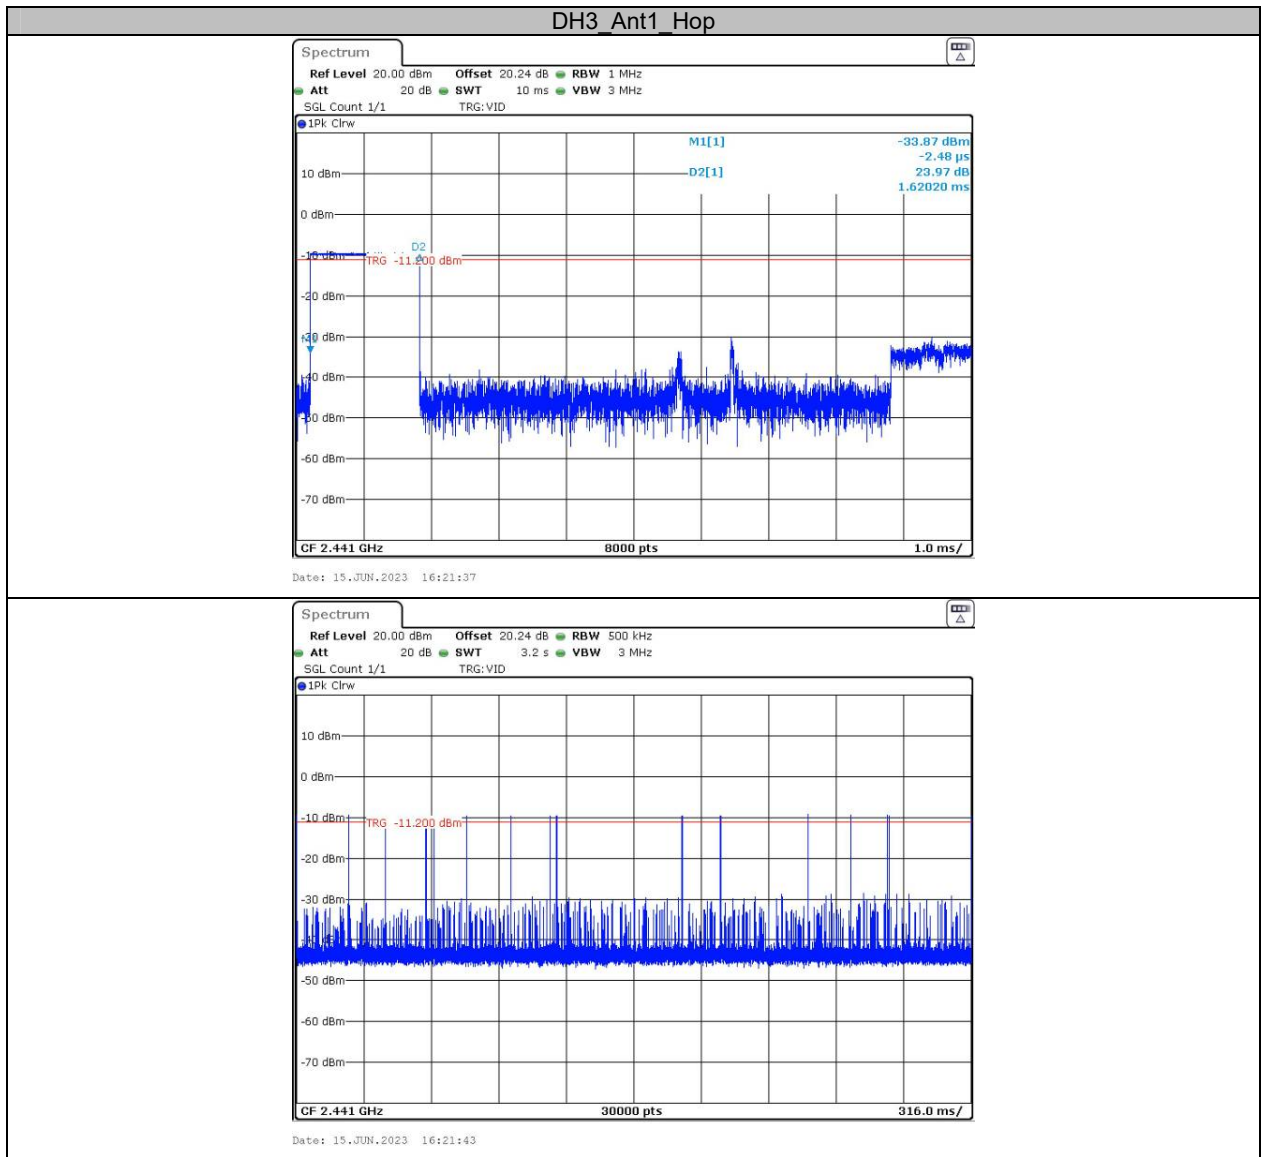 DH3_Ant1_Hop
Spectrum
Ref Level 20.00 dBm Offset 20.24 dB RBW 1 MHz
Att 20 dB SWT 10 ms VBW 3 MHz
SGL Count 1/1 TRG:VID
1Pk Clrw
M1[1] -33.87 dBm
-2.48 µs
D2[1] 23.97 dB
1.62020 ms
10 dBm
0 dBm
D2
-10 dBm
TRG -11.200 dBm
-20 dBm
dBm
-40 dBm
-50 dBm
-60 dBm
-70 dBm
CF 2.441 GHz 8000 pts 1.0 ms/
Date: 15.JUN.2023 16:21:37
Spectrum
Ref Level 20.00 dBm Offset 20.24 dB RBW 500 kHz
Att 20 dB SWT 3.2 s VBW 3 MHz
SGL Count 1/1 TRG:VID
1Pk Clrw
10 dBm
0 dBm
-10 dBm
TRG -11.200 dBm
-20 dBm
-30 dBm
-50 dBm
-60 dBm
-70 dBm
CF 2.441 GHz 30000 pts 316.0 ms/
Date: 15.JUN.2023 16:21:43